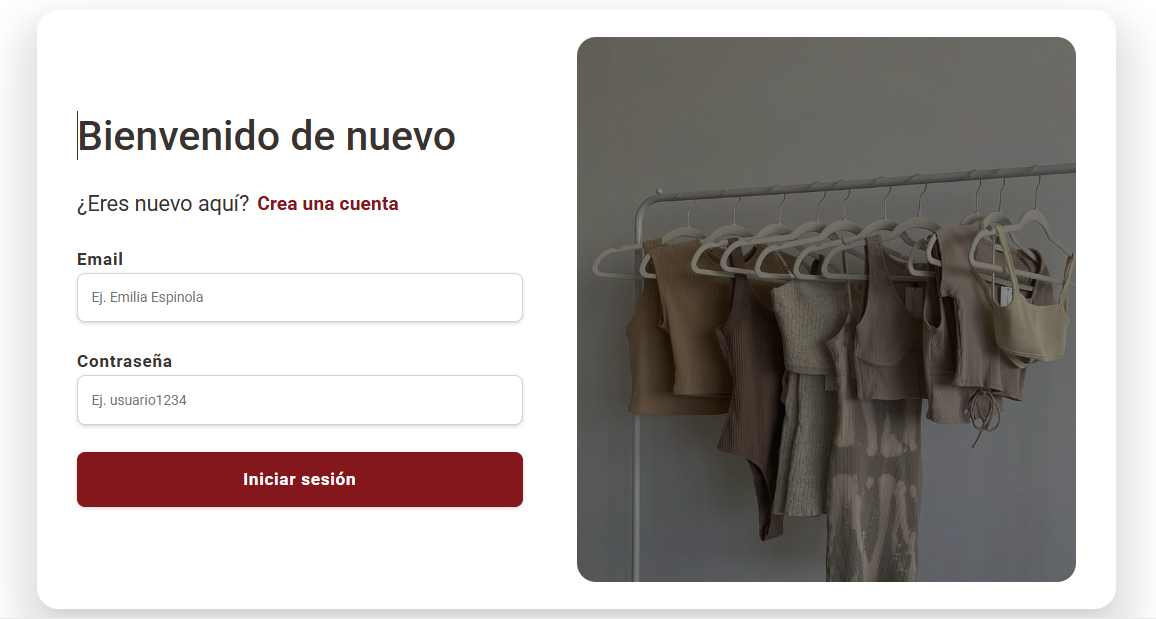 Bienvenido de nuevo
¿Eres nuevo aquí? Crea una cuenta
Email
Ej. Emilia Espinola
Contraseña
Ej. usuario1234
Iniciar sesión